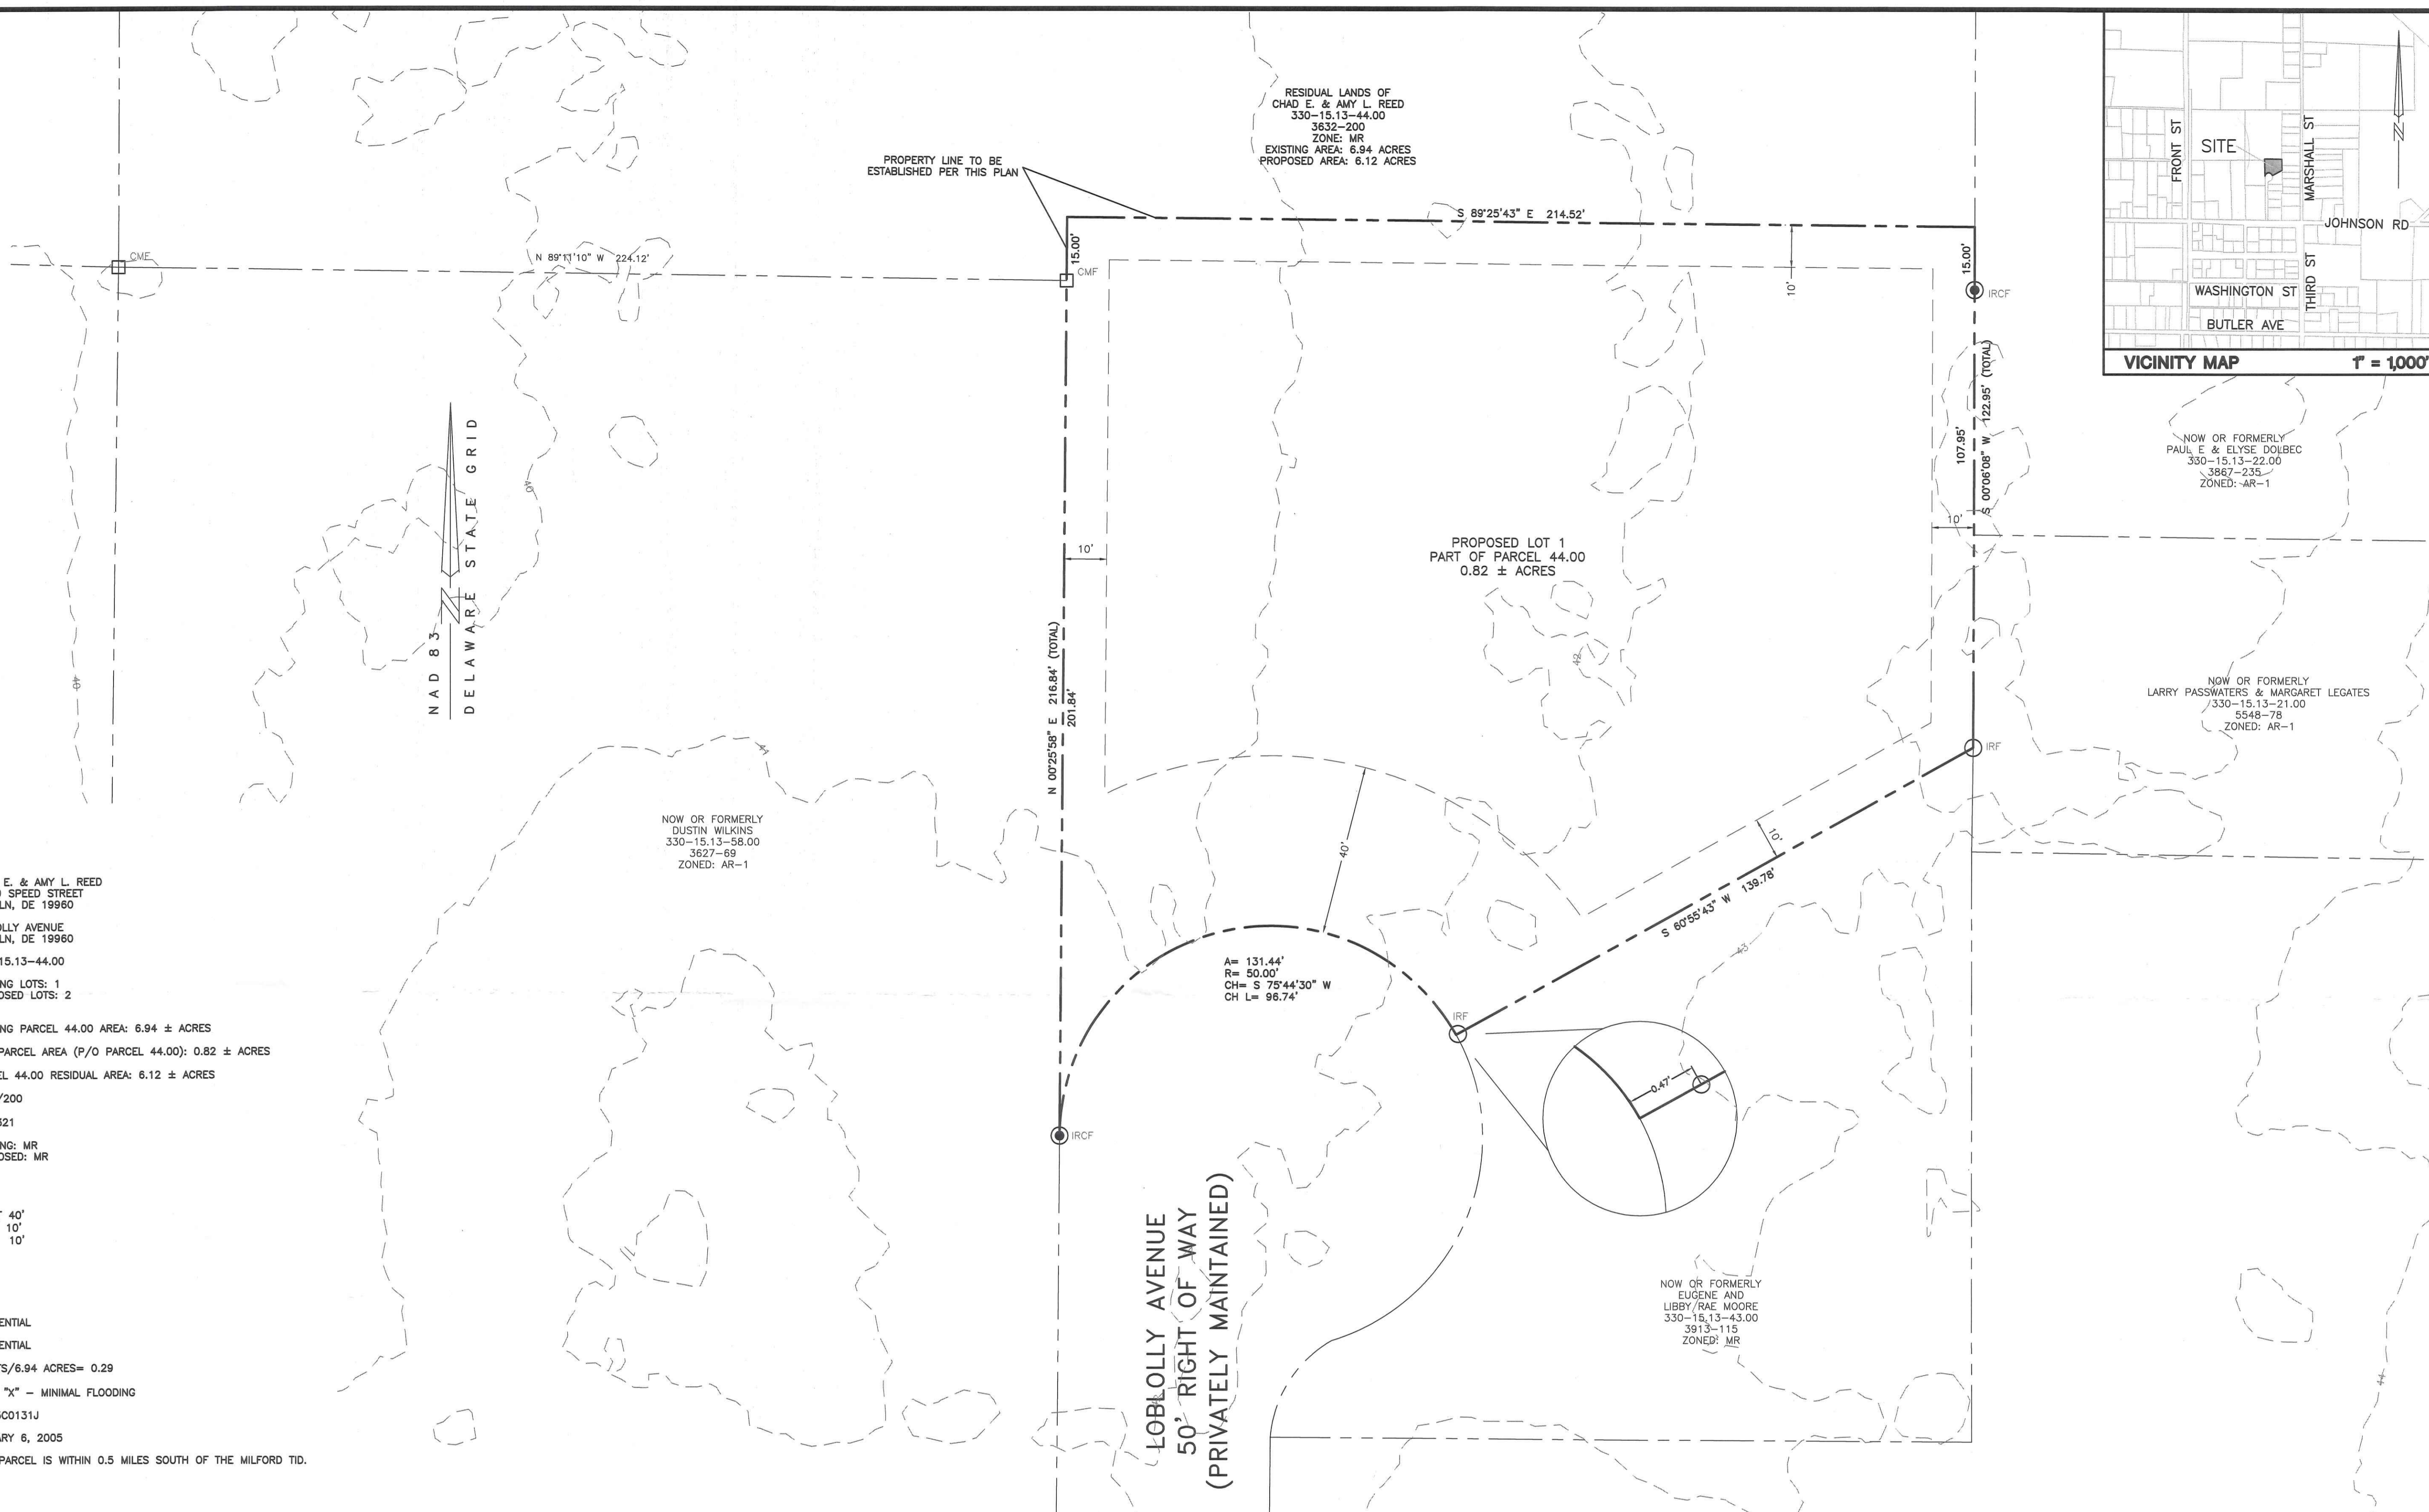 RESIDUAL LANDS OF
CHAD E. & AMY L. REED
330-15.13-44.00
3632-200
ZONE: MR
EXISTING AREA: 6.94 ACRES
PROPOSED AREA: 6.12 ACRES
PROPERTY LINE TO BE
ESTABLISHED PER THIS PLAN
S 89°25'43" E 214.52'
15.00'
15.00'
10'
CMF
N 89°11'10" W 224.12'
CMF
IRCF
SITE
FRONT ST
MARSHALL ST
N
JOHNSON RD
THIRD ST
WASHINGTON ST
BUTLER AVE
VICINITY MAP 1" = 1,000'
NAD 83
N
DELAWARE STATE GRID
40
40
S 00°06'08" W 122.95' (TOTAL)
107.95'
10'
NOW OR FORMERLY
PAUL E & ELYSE DOLBEC
330-15.13-22.00
3867-235
ZONED: AR-1
10'
PROPOSED LOT 1
PART OF PARCEL 44.00
0.82 ± ACRES
N 00°25'58" E 216.84' (TOTAL)
201.84'
42
NOW OR FORMERLY
LARRY PASSWATERS & MARGARET LEGATES
330-15.13-21.00
5548-78
ZONED: AR-1
IRF
41
NOW OR FORMERLY
DUSTIN WILKINS
330-15.13-58.00
3627-69
ZONED: AR-1
40'
10'
S 60°55'43" W 139.78'
43
A= 131.44'
R= 50.00'
CH= S 75°44'30" W
CH L= 96.74'
IRF
0.47'
IRCF
LOBLOLLY AVENUE
50' RIGHT OF WAY
(PRIVATELY MAINTAINED)
NOW OR FORMERLY
EUGENE AND
LIBBY RAE MOORE
330-15.13-43.00
3913-115
ZONED: MR
44
E. & AMY L. REED
SPEED STREET
LN, DE 19960
OLLY AVENUE
LN, DE 19960
15.13-44.00
NG LOTS: 1
OSED LOTS: 2
NG PARCEL 44.00 AREA: 6.94 ± ACRES
PARCEL AREA (P/O PARCEL 44.00): 0.82 ± ACRES
EL 44.00 RESIDUAL AREA: 6.12 ± ACRES
/200
321
NG: MR
OSED: MR
T 40'
10'
10'
ENTIAL
ENTIAL
TS/6.94 ACRES= 0.29
"X" - MINIMAL FLOODING
5C0131J
ARY 6, 2005
PARCEL IS WITHIN 0.5 MILES SOUTH OF THE MILFORD TID.